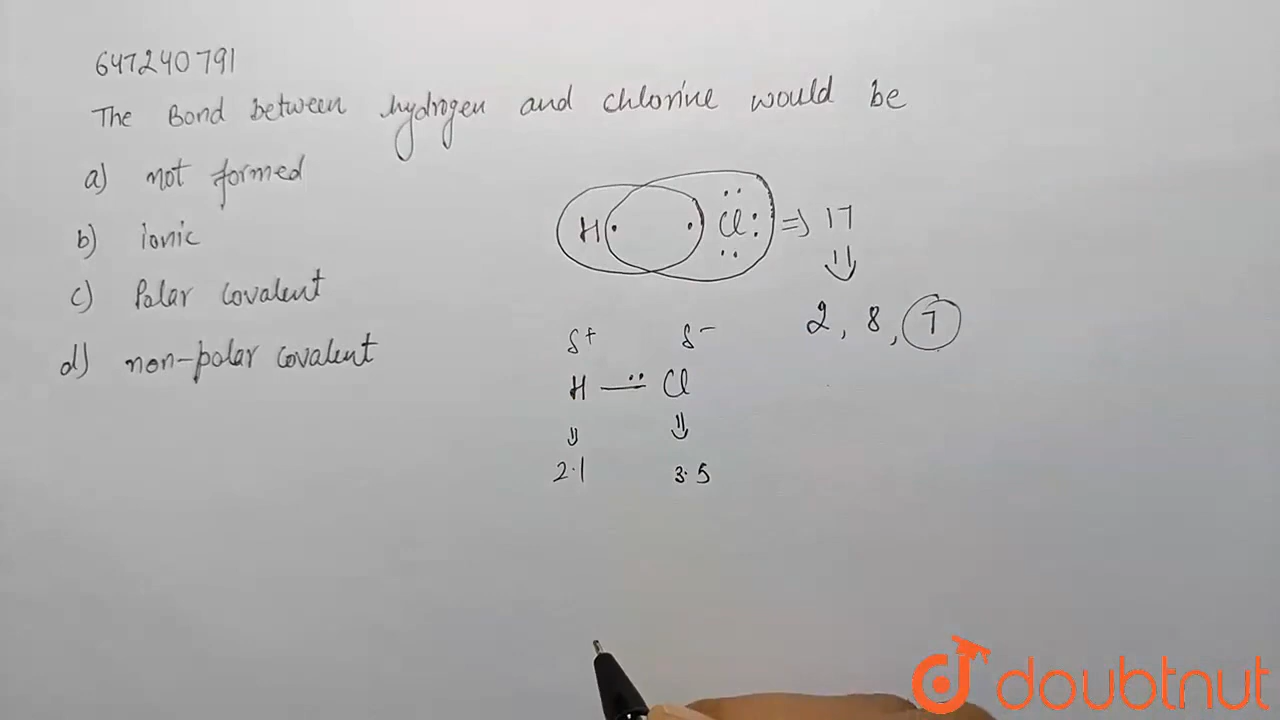 647240791
The Bond between hydrogen and chlorine would be
a) not formed
b) ionic
c) Polar covalent
d) non-polar covalent
H· ·Cl: ⇒ 17
⇓
2, 8, 7
δ+ δ-
H — Cl
⇓ ⇓
2.1 3.5
doubtnut